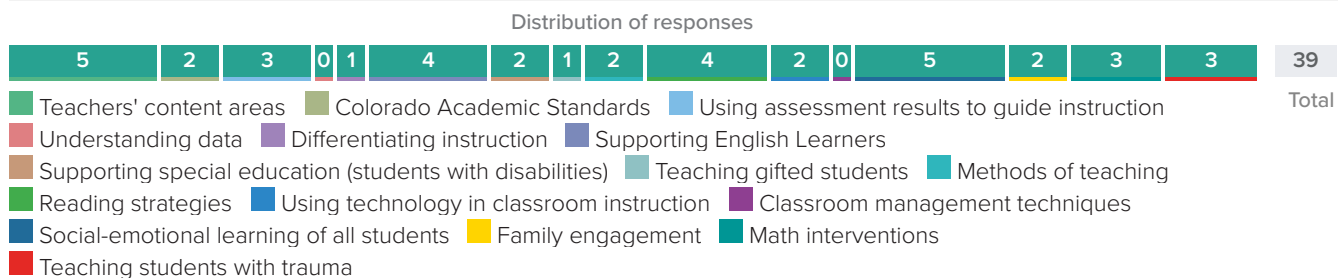 Distribution of responses
5 2 3 0 1 4 2 1 2 4 2 0 5 2 3 3 39
Total
Teachers' content areas Colorado Academic Standards Using assessment results to guide instruction
Understanding data Differentiating instruction Supporting English Learners
Supporting special education (students with disabilities) Teaching gifted students Methods of teaching
Reading strategies Using technology in classroom instruction Classroom management techniques
Social-emotional learning of all students Family engagement Math interventions
Teaching students with trauma